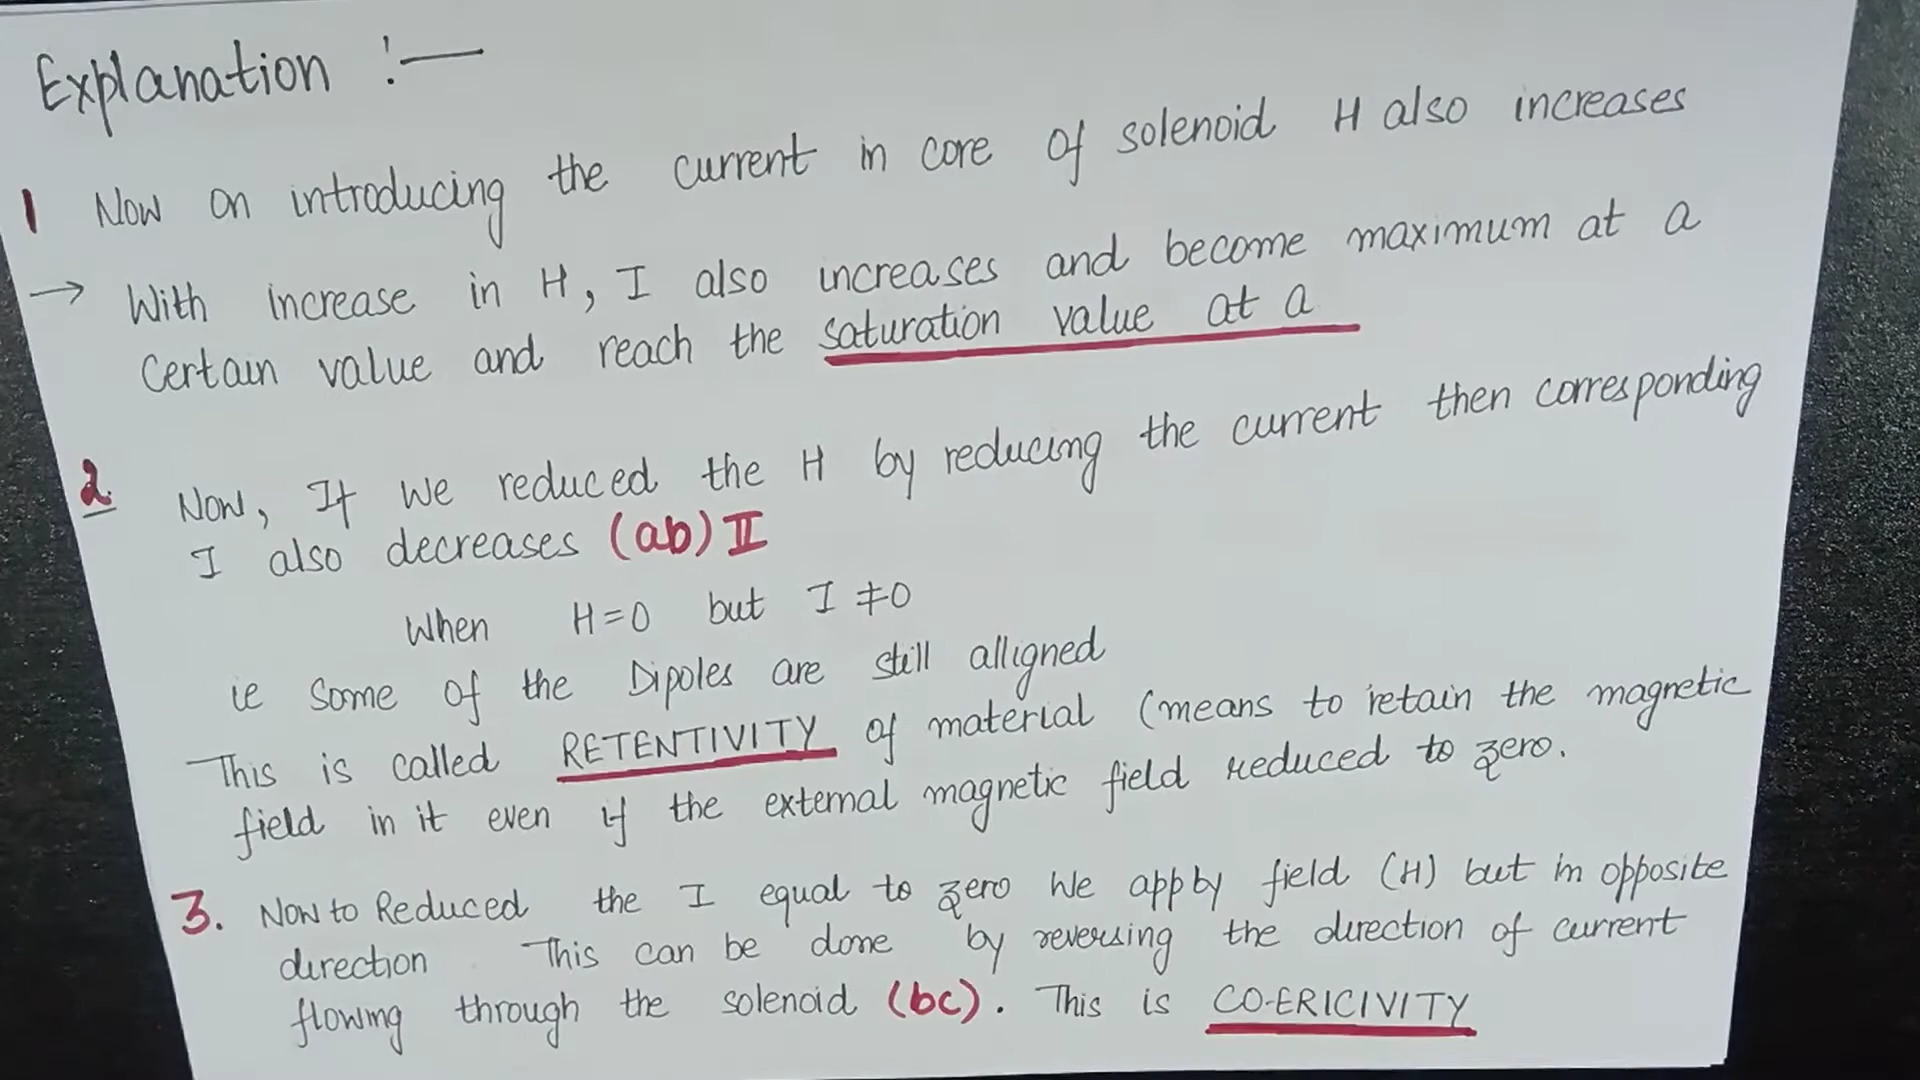 Explanation :—
1 Now on introducing the current in core of solenoid H also increases
→ With increase in H, I also increases and become maximum at a
Certain value and reach the saturation value at a
2. Now, If we reduced the H by reducing the current then corresponding
I also decreases (ab) II
When H=0 but I ≠0
ie Some of the Dipoles are still alligned
This is called RETENTIVITY of material (means to retain the magnetic
field in it even if the external magnetic field reduced to zero.
3. Now to Reduced the I equal to zero We appby field (H) but in opposite
direction This can be done by reversing the direction of current
flowing through the solenoid (bc). This is CO-ERICIVITY